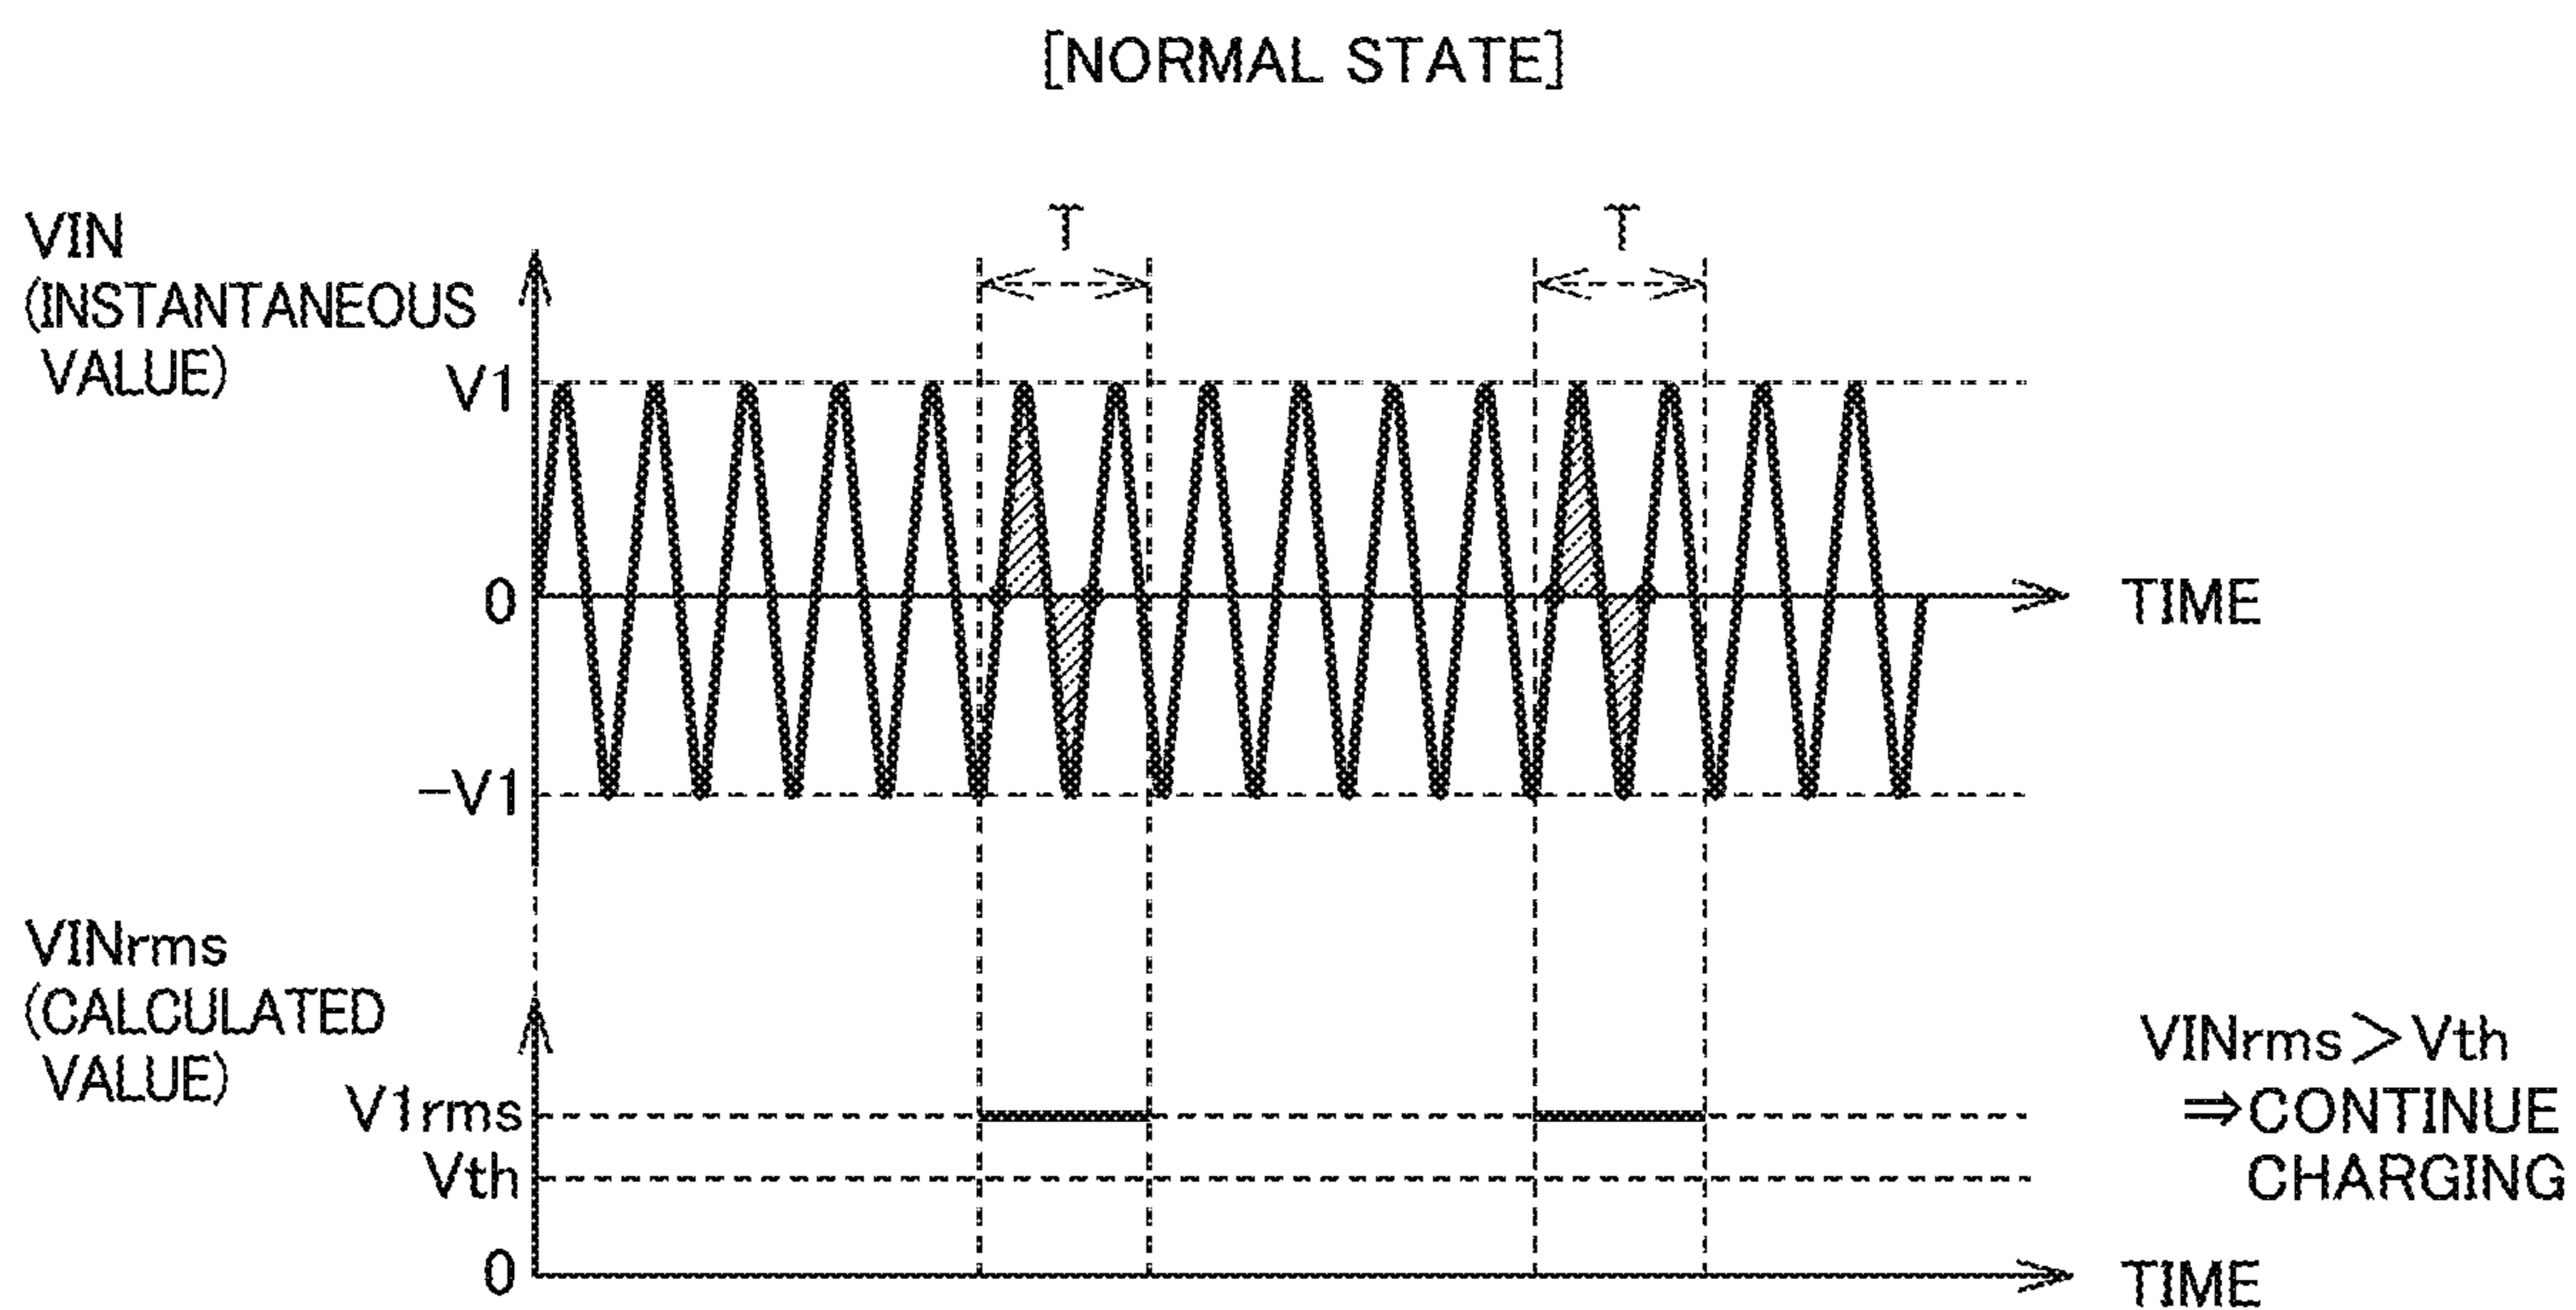 [NORMAL STATE]
VIN
(INSTANTANEOUS
VALUE)
T
T
V1
0
TIME
-V1
VINrms
(CALCULATED
VALUE)
V1rms
Vth
0
TIME
VINrms>Vth
⇒CONTINUE
CHARGING